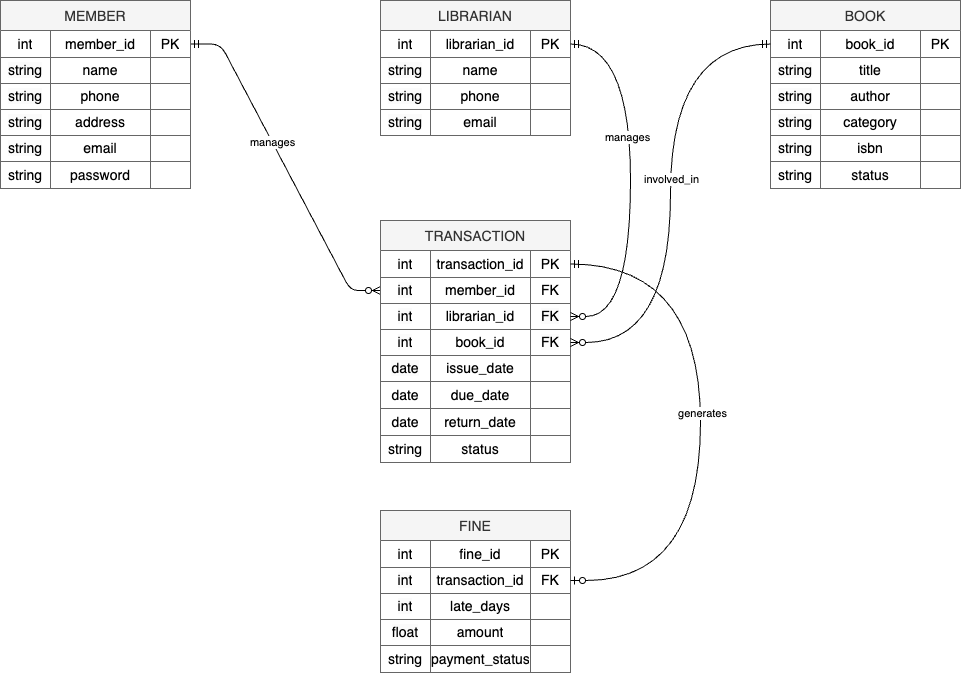 MEMBER
int member_id PK
string name
string phone
string address
string email
string password
LIBRARIAN
int librarian_id PK
string name
string phone
string email
BOOK
int book_id PK
string title
string author
string category
string isbn
string status
manages
manages
involved_in
TRANSACTION
int transaction_id PK
int member_id FK
int librarian_id FK
int book_id FK
date issue_date
date due_date
date return_date
string status
generates
FINE
int fine_id PK
int transaction_id FK
int late_days
float amount
string payment_status